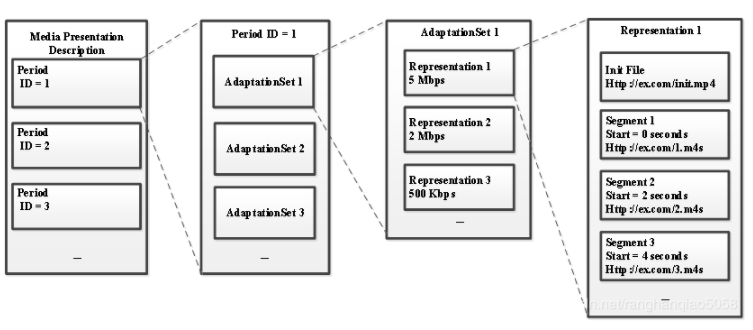 Media Presentation
Description
Period
ID = 1
Period
ID = 2
Period
ID = 3
...
Period ID = 1
AdaptationSet 1
AdaptationSet 2
AdaptationSet 3
...
AdaptationSet 1
Representation 1
5 Mbps
Representation 2
2 Mbps
Representation 3
500 Kbps
...
Representation 1
Init File
Http://ex.com/init.mp4
Segment 1
Start = 0 seconds
Http://ex.com/1.m4s
Segment 2
Start = 2 seconds
Http://ex.com/2.m4s
Segment 3
Start = 4 seconds
Http://ex.com/3.m4s
...